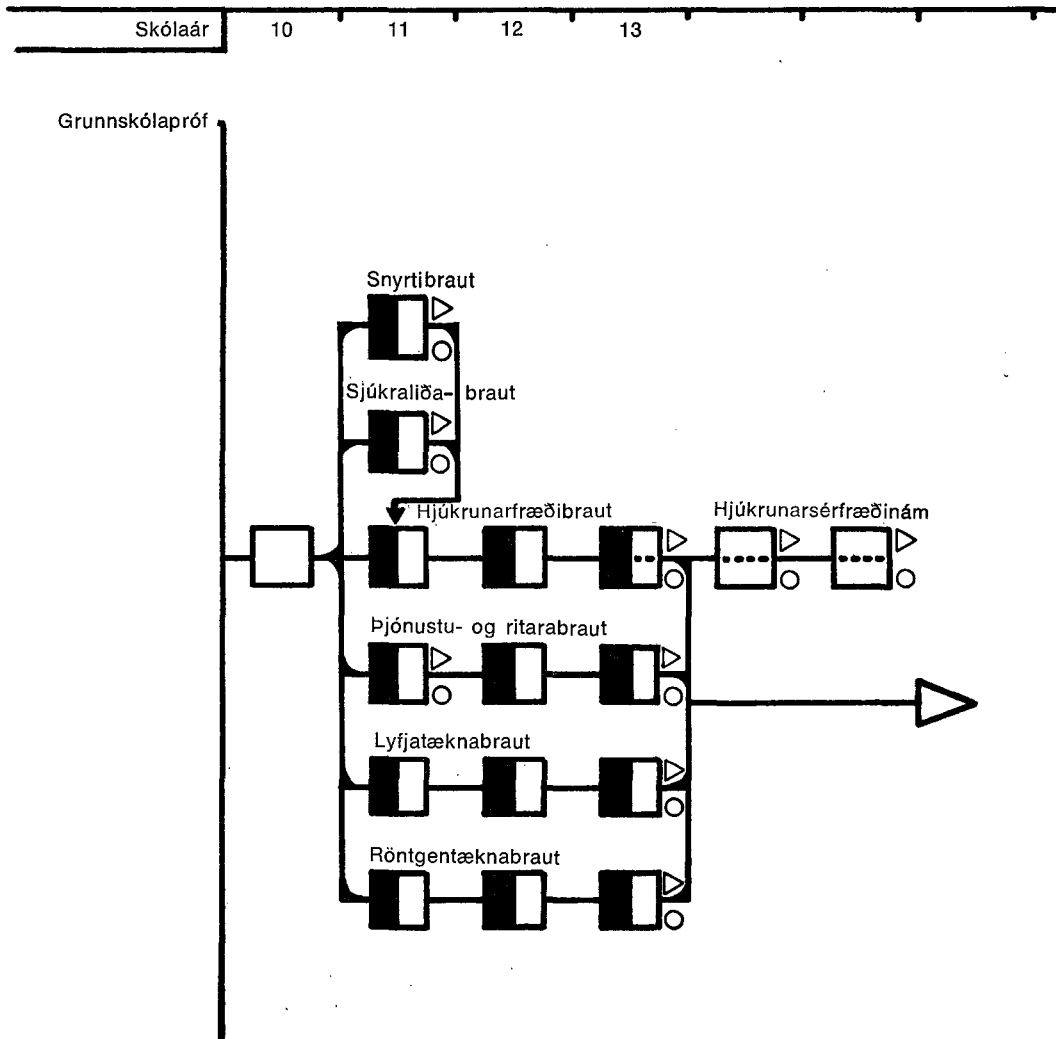 Skólaár 10 11 12 13
Grunnskólapróf
Snyrtibraut
Sjúkraliða- braut
Hjúkrunarfræðibraut Hjúkrunarsérfræðinám
Þjónustu- og ritarabraut
Lyfjatæknabraut
Röntgentæknabraut